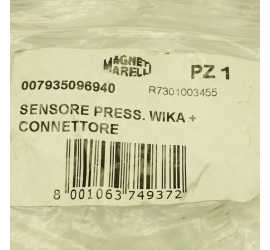 MAGNETI
MARELLI
PZ 1
007935096940
R7301003455
SENSORE PRESS. WIKA +
CONNETTORE
8 001063 749372